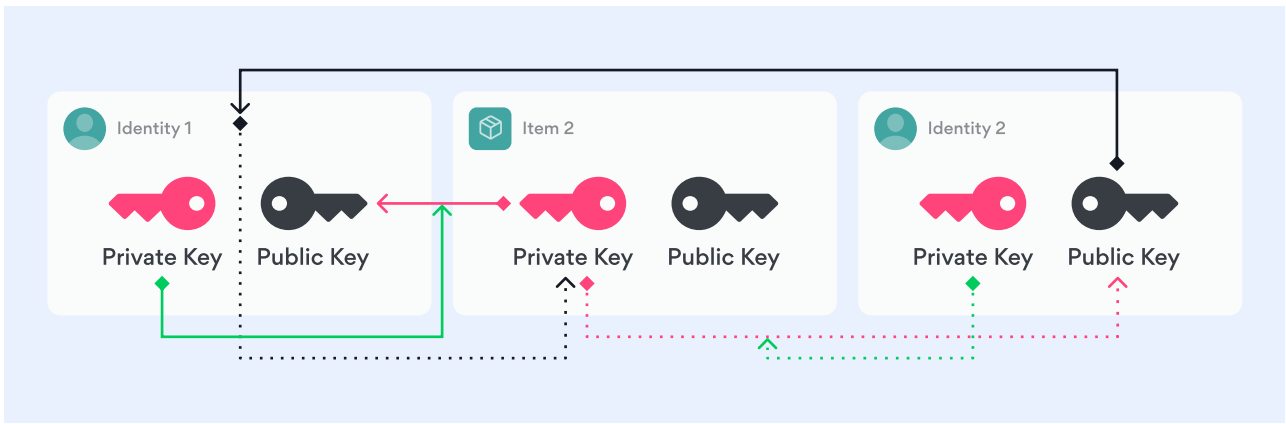 Identity 1
Private Key
Public Key
Item 2
Private Key
Public Key
Identity 2
Private Key
Public Key